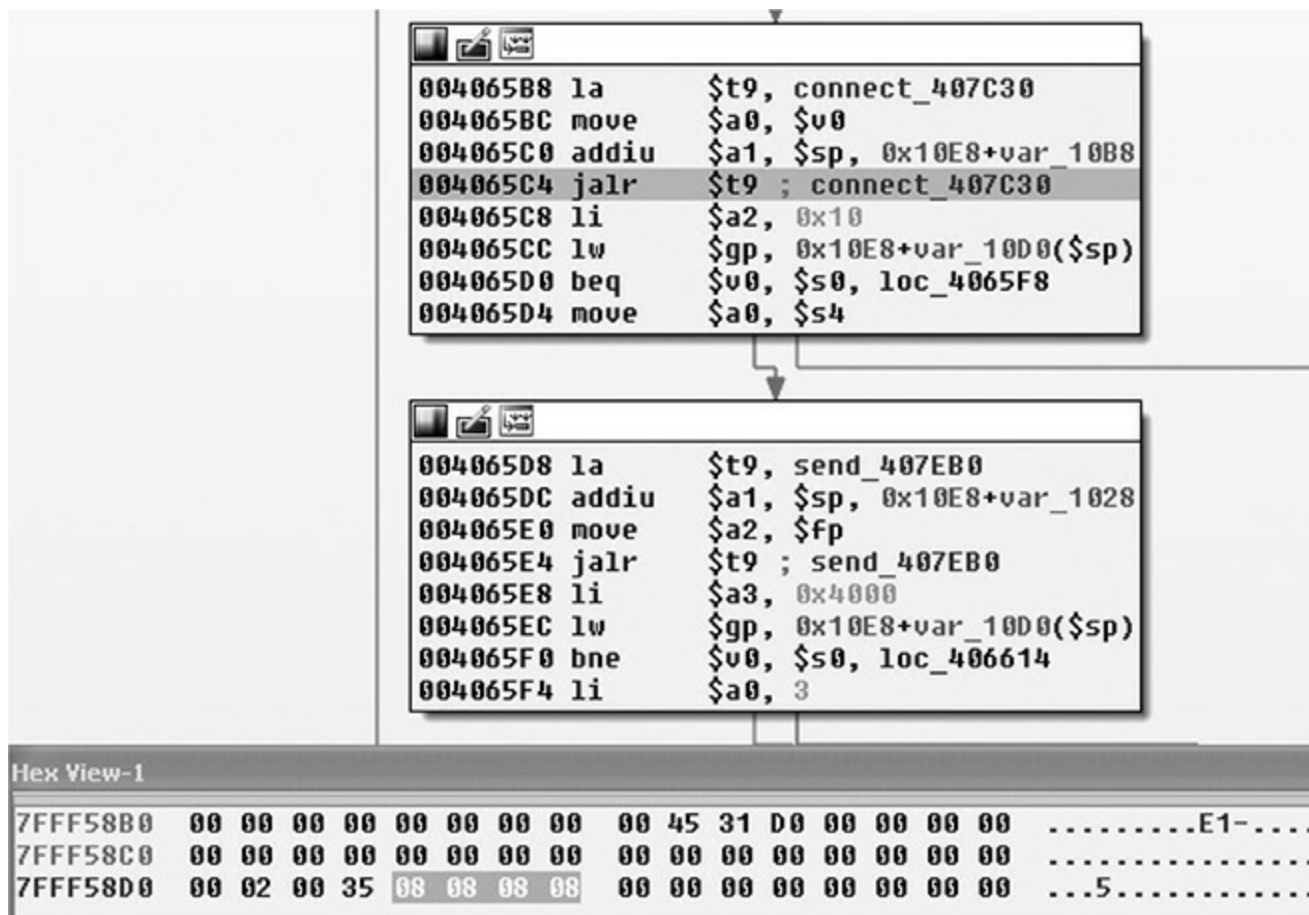 004065B8 la $t9, connect_407C30
004065BC move $a0, $v0
004065C0 addiu $a1, $sp, 0x10E8+var_10B8
004065C4 jalr $t9 ; connect_407C30
004065C8 li $a2, 0x10
004065CC lw $gp, 0x10E8+var_10D0($sp)
004065D0 beq $v0, $s0, loc_4065F8
004065D4 move $a0, $s4
004065D8 la $t9, send_407EB0
004065DC addiu $a1, $sp, 0x10E8+var_1028
004065E0 move $a2, $fp
004065E4 jalr $t9 ; send_407EB0
004065E8 li $a3, 0x4000
004065EC lw $gp, 0x10E8+var_10D0($sp)
004065F0 bne $v0, $s0, loc_406614
004065F4 li $a0, 3
Hex View-1
7FFF58B0 00 00 00 00 00 00 00 00 00 45 31 D0 00 00 00 00 .........E1-....
7FFF58C0 00 00 00 00 00 00 00 00 00 00 00 00 00 00 00 00 ................
7FFF58D0 00 02 00 35 08 08 08 08 00 00 00 00 00 00 00 00 ...5............